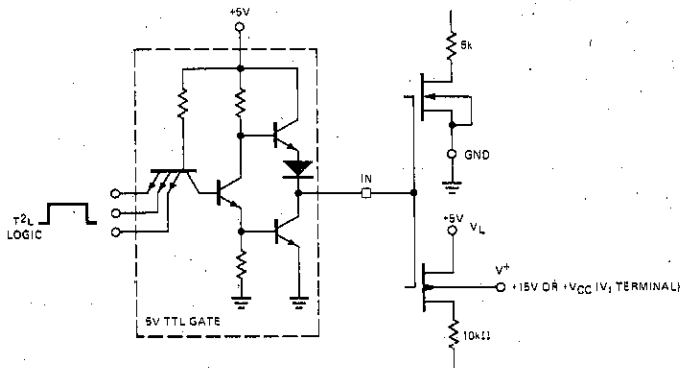 +5V
5k
GND
IN
T²L
LOGIC
+5V
VL
V+
+15V OR +VCC (V1 TERMINAL)
5V TTL GATE
10kΩ